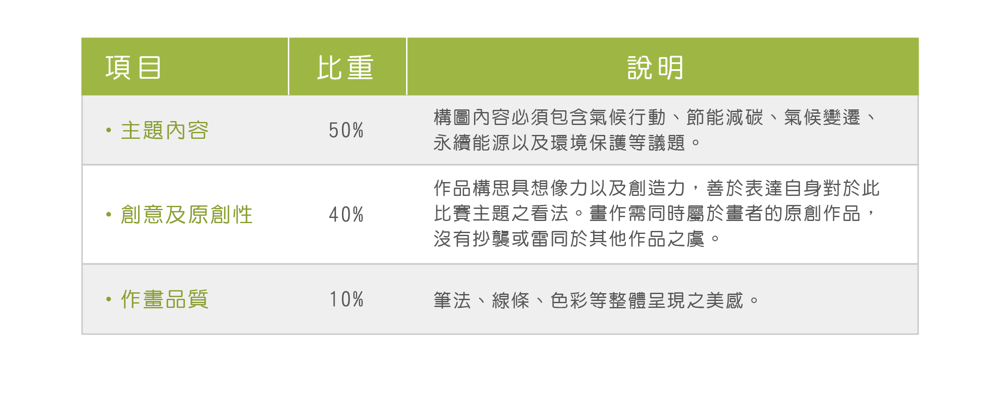 項目 比重 說明
•主題內容 50% 構圖內容必須包含氣候行動、節能減碳、氣候變遷、
永續能源以及環境保護等議題。
•創意及原創性 40% 作品構思具想像力以及創造力，善於表達自身對於此
比賽主題之看法。畫作需同時屬於畫者的原創作品，
沒有抄襲或雷同於其他作品之虞。
•作畫品質 10% 筆法、線條、色彩等整體呈現之美感。